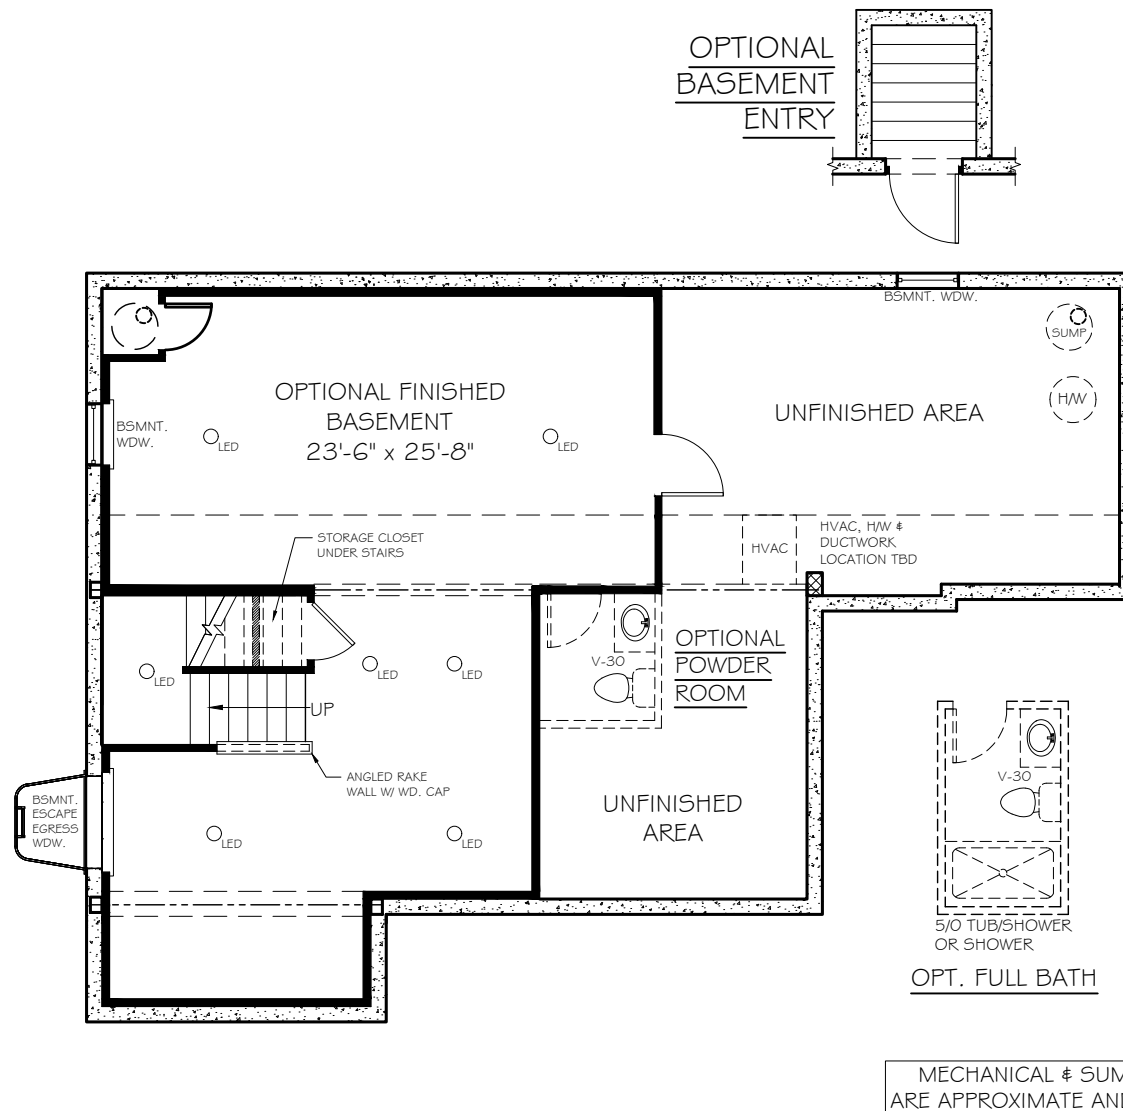 OPTIONAL
BASEMENT
ENTRY
BSMNT. WDW.
SUMP
H/W
OPTIONAL FINISHED
BASEMENT
23'-6" x 25'-8"
UNFINISHED AREA
BSMNT.
WDW.
LED
LED
STORAGE CLOSET
UNDER STAIRS
HVAC
HVAC, H/W &
DUCTWORK
LOCATION TBD
OPTIONAL
POWDER
ROOM
V-30
LED
LED
LED
UP
ANGLED RAKE
WALL W/ WD. CAP
BSMNT.
ESCAPE
EGRESS
WDW.
LED
LED
UNFINISHED
AREA
V-30
5/0 TUB/SHOWER
OR SHOWER
OPT. FULL BATH
MECHANICAL & SUM
ARE APPROXIMATE AND